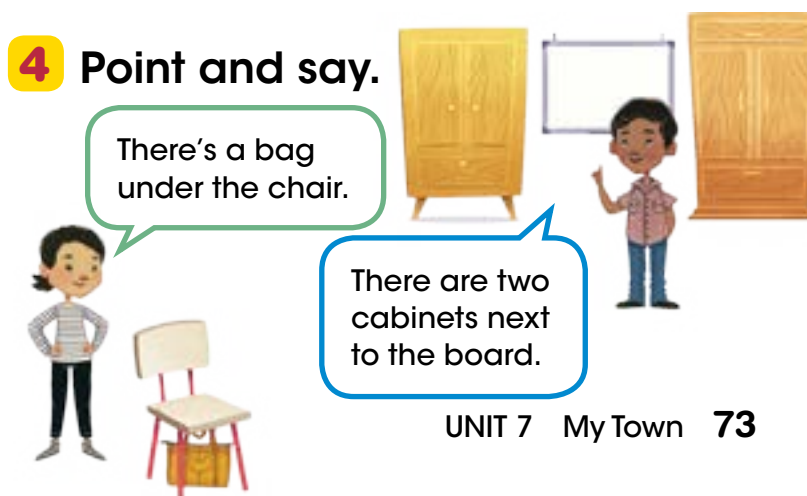 4 Point and say.
There's a bag
under the chair.
There are two
cabinets next
to the board.
UNIT 7 My Town 73